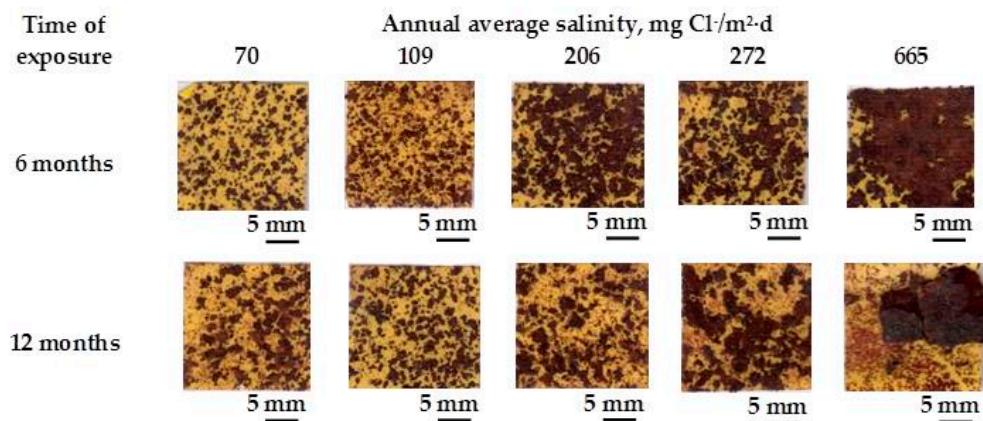 Time of exposure
Annual average salinity, mg Cl⁻/m²·d
70 109 206 272 665
6 months
5 mm 5 mm 5 mm 5 mm 5 mm
12 months
5 mm 5 mm 5 mm 5 mm 5 mm